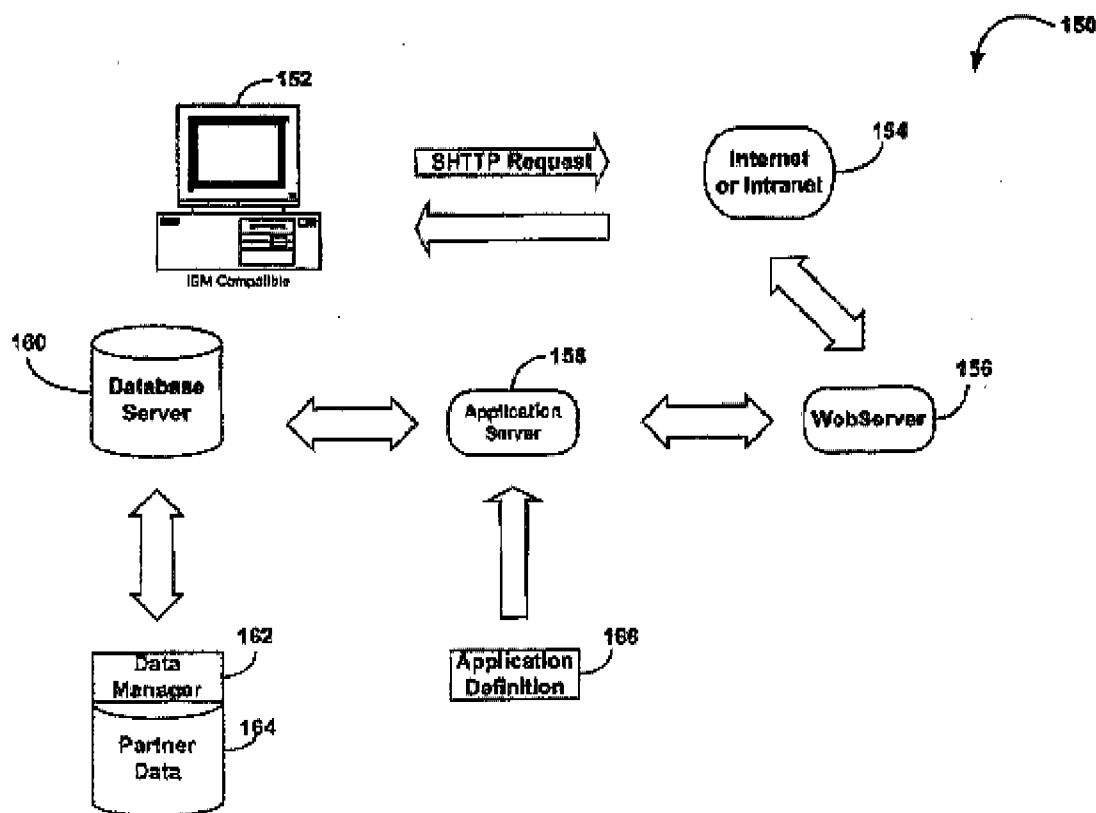 150
152
SHTTP Request
Internet
or Intranet
154
IBM Compatible
160
Database
Server
158
Application
Server
156
WebServer
162
Data
Manager
164
Partner
Data
166
Application
Definition